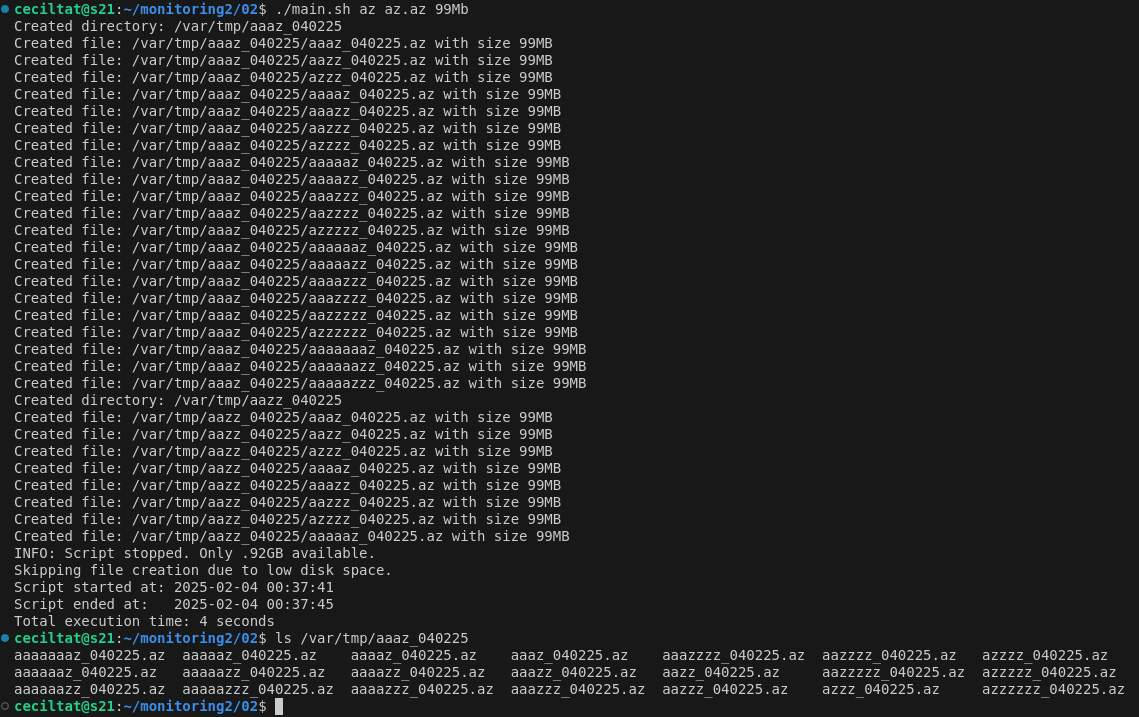 ceciltat@s21:~/monitoring2/02$ ./main.sh az az.az 99Mb
Created directory: /var/tmp/aaaz_040225
Created file: /var/tmp/aaaz_040225/aaaz_040225.az with size 99MB
Created file: /var/tmp/aaaz_040225/aazz_040225.az with size 99MB
Created file: /var/tmp/aaaz_040225/azzz_040225.az with size 99MB
Created file: /var/tmp/aaaz_040225/aaaaz_040225.az with size 99MB
Created file: /var/tmp/aaaz_040225/aaazz_040225.az with size 99MB
Created file: /var/tmp/aaaz_040225/aazzz_040225.az with size 99MB
Created file: /var/tmp/aaaz_040225/azzzz_040225.az with size 99MB
Created file: /var/tmp/aaaz_040225/aaaaaz_040225.az with size 99MB
Created file: /var/tmp/aaaz_040225/aaaazz_040225.az with size 99MB
Created file: /var/tmp/aaaz_040225/aaazzz_040225.az with size 99MB
Created file: /var/tmp/aaaz_040225/aazzzz_040225.az with size 99MB
Created file: /var/tmp/aaaz_040225/azzzzz_040225.az with size 99MB
Created file: /var/tmp/aaaz_040225/aaaaaaz_040225.az with size 99MB
Created file: /var/tmp/aaaz_040225/aaaaazz_040225.az with size 99MB
Created file: /var/tmp/aaaz_040225/aaaazzz_040225.az with size 99MB
Created file: /var/tmp/aaaz_040225/aaazzzz_040225.az with size 99MB
Created file: /var/tmp/aaaz_040225/aazzzzz_040225.az with size 99MB
Created file: /var/tmp/aaaz_040225/azzzzzz_040225.az with size 99MB
Created file: /var/tmp/aaaz_040225/aaaaaaaz_040225.az with size 99MB
Created file: /var/tmp/aaaz_040225/aaaaaazz_040225.az with size 99MB
Created file: /var/tmp/aaaz_040225/aaaaazzz_040225.az with size 99MB
Created directory: /var/tmp/aazz_040225
Created file: /var/tmp/aazz_040225/aaaz_040225.az with size 99MB
Created file: /var/tmp/aazz_040225/aazz_040225.az with size 99MB
Created file: /var/tmp/aazz_040225/azzz_040225.az with size 99MB
Created file: /var/tmp/aazz_040225/aaaaz_040225.az with size 99MB
Created file: /var/tmp/aazz_040225/aaazz_040225.az with size 99MB
Created file: /var/tmp/aazz_040225/aazzz_040225.az with size 99MB
Created file: /var/tmp/aazz_040225/azzzz_040225.az with size 99MB
Created file: /var/tmp/aazz_040225/aaaaaz_040225.az with size 99MB
INFO: Script stopped. Only .92GB available.
Skipping file creation due to low disk space.
Script started at: 2025-02-04 00:37:41
Script ended at:   2025-02-04 00:37:45
Total execution time: 4 seconds
ceciltat@s21:~/monitoring2/02$ ls /var/tmp/aaaz_040225
aaaaaaaz_040225.az  aaaaaz_040225.az    aaaaz_040225.az    aaaz_040225.az    aaazzzz_040225.az  aazzzz_040225.az   azzzz_040225.az
aaaaaaz_040225.az   aaaaazz_040225.az   aaaazz_040225.az   aaazz_040225.az   aazz_040225.az     aazzzzz_040225.az  azzzzz_040225.az
aaaaaazz_040225.az  aaaaazzz_040225.az  aaaazzz_040225.az  aaazzz_040225.az  aazzz_040225.az    azzz_040225.az     azzzzzz_040225.az
ceciltat@s21:~/monitoring2/02$